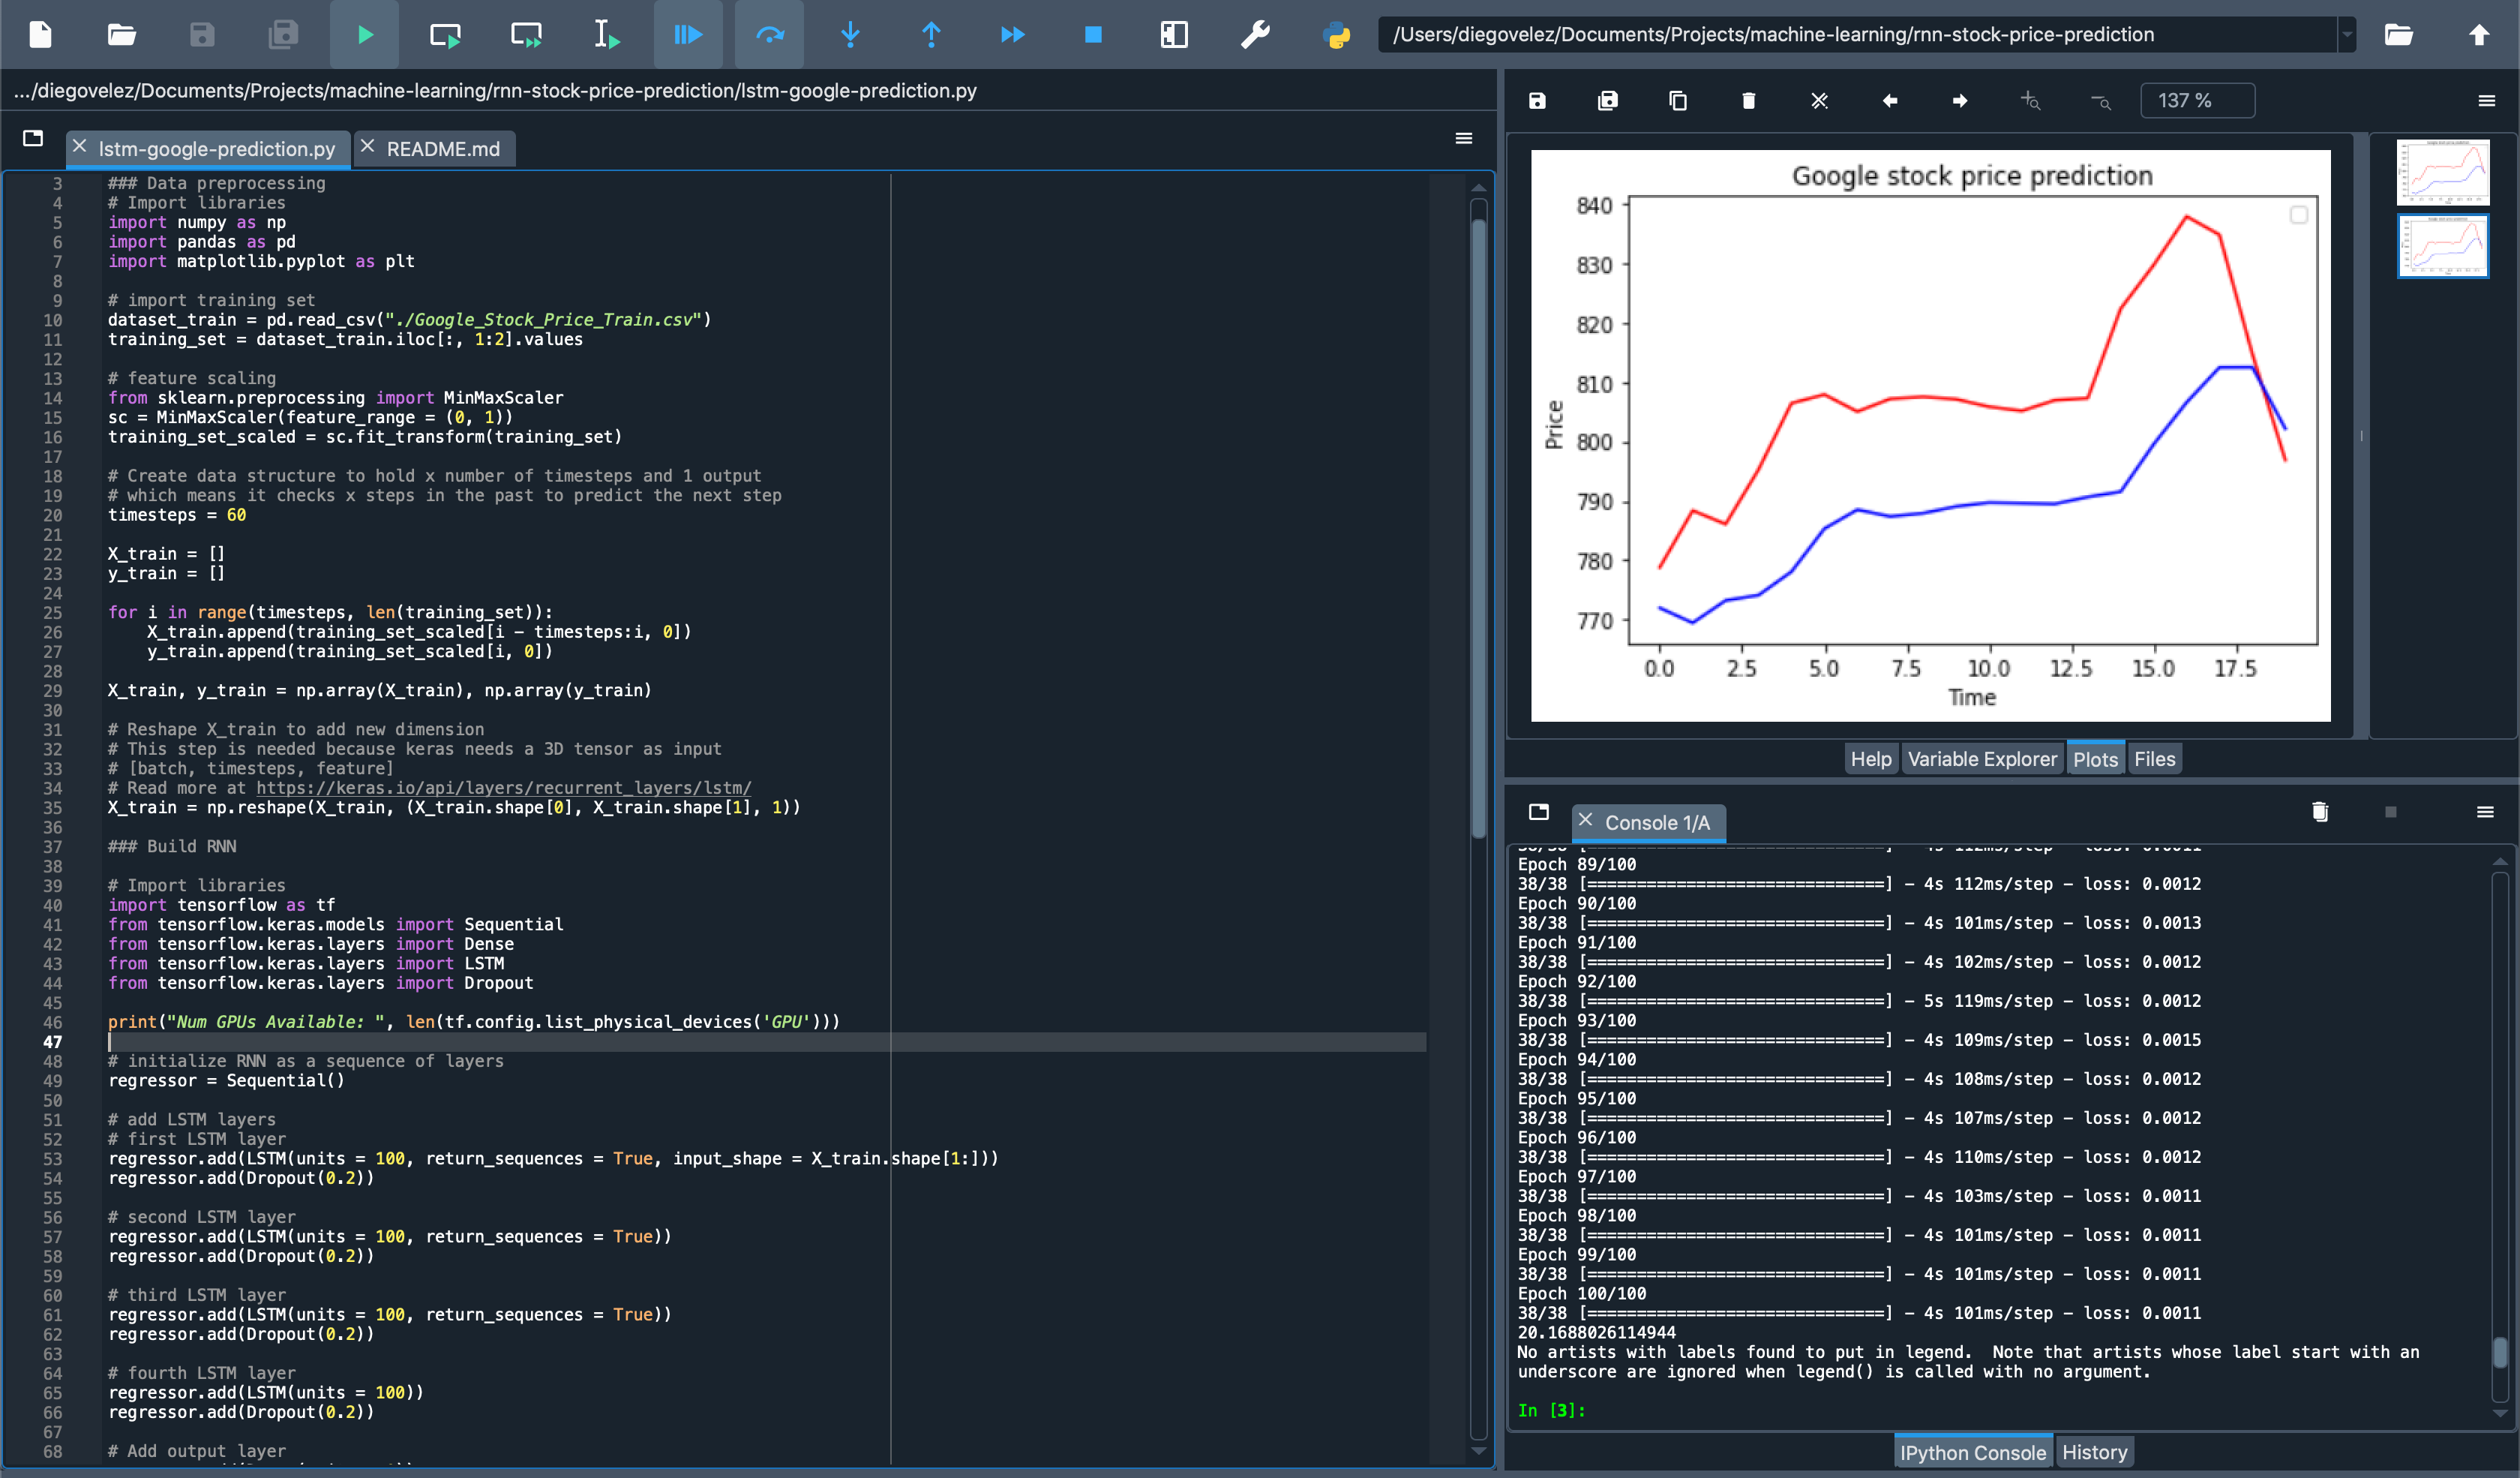 /Users/diegovelez/Documents/Projects/machine-learning/rnn-stock-price-prediction
.../diegovelez/Documents/Projects/machine-learning/rnn-stock-price-prediction/lstm-google-prediction.py
lstm-google-prediction.py
README.md
3 ### Data preprocessing
4 # Import libraries
5 import numpy as np
6 import pandas as pd
7 import matplotlib.pyplot as plt
8
9 # import training set
10 dataset_train = pd.read_csv("./Google_Stock_Price_Train.csv")
11 training_set = dataset_train.iloc[:, 1:2].values
12
13 # feature scaling
14 from sklearn.preprocessing import MinMaxScaler
15 sc = MinMaxScaler(feature_range = (0, 1))
16 training_set_scaled = sc.fit_transform(training_set)
17
18 # Create data structure to hold x number of timesteps and 1 output
19 # which means it checks x steps in the past to predict the next step
20 timesteps = 60
21
22 X_train = []
23 y_train = []
24
25 for i in range(timesteps, len(training_set)):
26     X_train.append(training_set_scaled[i - timesteps:i, 0])
27     y_train.append(training_set_scaled[i, 0])
28
29 X_train, y_train = np.array(X_train), np.array(y_train)
30
31 # Reshape X_train to add new dimension
32 # This step is needed because keras needs a 3D tensor as input
33 # [batch, timesteps, feature]
34 # Read more at https://keras.io/api/layers/recurrent_layers/lstm/
35 X_train = np.reshape(X_train, (X_train.shape[0], X_train.shape[1], 1))
36
37 ### Build RNN
38
39 # Import libraries
40 import tensorflow as tf
41 from tensorflow.keras.models import Sequential
42 from tensorflow.keras.layers import Dense
43 from tensorflow.keras.layers import LSTM
44 from tensorflow.keras.layers import Dropout
45
46 print("Num GPUs Available: ", len(tf.config.list_physical_devices('GPU')))
47
48 # initialize RNN as a sequence of layers
49 regressor = Sequential()
50
51 # add LSTM layers
52 # first LSTM layer
53 regressor.add(LSTM(units = 100, return_sequences = True, input_shape = X_train.shape[1:]))
54 regressor.add(Dropout(0.2))
55
56 # second LSTM layer
57 regressor.add(LSTM(units = 100, return_sequences = True))
58 regressor.add(Dropout(0.2))
59
60 # third LSTM layer
61 regressor.add(LSTM(units = 100, return_sequences = True))
62 regressor.add(Dropout(0.2))
63
64 # fourth LSTM layer
65 regressor.add(LSTM(units = 100))
66 regressor.add(Dropout(0.2))
67
68 # Add output layer
137 %
Google stock price prediction
840
830
820
810
800
790
780
770
Price
0.0 2.5 5.0 7.5 10.0 12.5 15.0 17.5
Time
Help
Variable Explorer
Plots
Files
Console 1/A
Epoch 89/100
38/38 [==============================] - 4s 112ms/step - loss: 0.0012
Epoch 90/100
38/38 [==============================] - 4s 101ms/step - loss: 0.0013
Epoch 91/100
38/38 [==============================] - 4s 102ms/step - loss: 0.0012
Epoch 92/100
38/38 [==============================] - 5s 119ms/step - loss: 0.0012
Epoch 93/100
38/38 [==============================] - 4s 109ms/step - loss: 0.0015
Epoch 94/100
38/38 [==============================] - 4s 108ms/step - loss: 0.0012
Epoch 95/100
38/38 [==============================] - 4s 107ms/step - loss: 0.0012
Epoch 96/100
38/38 [==============================] - 4s 110ms/step - loss: 0.0012
Epoch 97/100
38/38 [==============================] - 4s 103ms/step - loss: 0.0011
Epoch 98/100
38/38 [==============================] - 4s 101ms/step - loss: 0.0011
Epoch 99/100
38/38 [==============================] - 4s 101ms/step - loss: 0.0011
Epoch 100/100
38/38 [==============================] - 4s 101ms/step - loss: 0.0011
20.1688026114944
No artists with labels found to put in legend.  Note that artists whose label start with an
underscore are ignored when legend() is called with no argument.
In [3]:
IPython Console
History